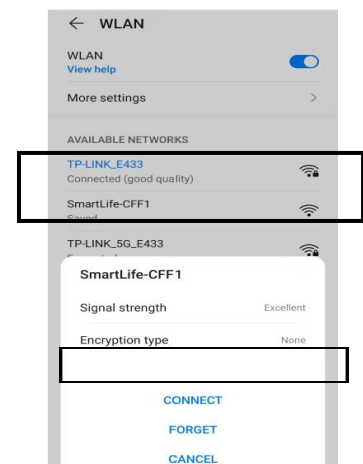 ← WLAN
WLAN
View help
More settings >
AVAILABLE NETWORKS
TP-LINK_E433
Connected (good quality)
SmartLife-CFF1
Saved
TP-LINK_5G_E433
SmartLife-CFF1
Signal strength Excellent
Encryption type None
CONNECT
FORGET
CANCEL